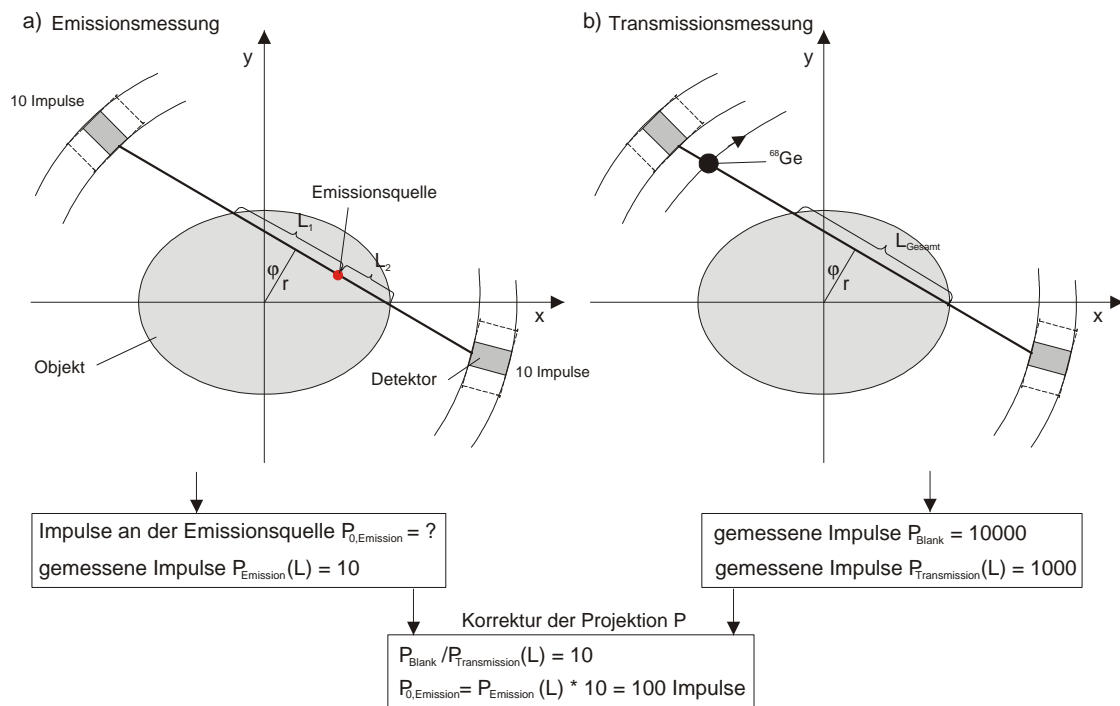 a) Emissionsmessung
y
10 Impulse
Emissionsquelle
L1
L2
φ
r
x
Objekt
Detektor
10 Impulse
b) Transmissionsmessung
y
68Ge
LGesamt
φ
r
x
Impulse an der Emissionsquelle P0,Emission = ?
gemessene Impulse PEmission(L) = 10
gemessene Impulse PBlank = 10000
gemessene Impulse PTransmission(L) = 1000
Korrektur der Projektion P
PBlank /PTransmission(L) = 10
P0,Emission= PEmission (L) * 10 = 100 Impulse